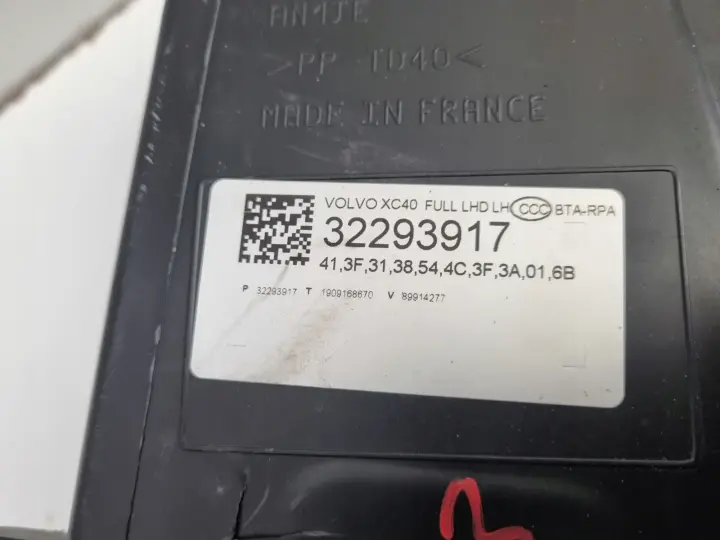 >PP TD40<
MADE IN FRANCE
VOLVO XC40 FULL LHD LH CCC BTA-RPA
32293917
41,3F,31,38,54,4C,3F,3A,01,6B
P 32293917 T 1909168670 V 89914277